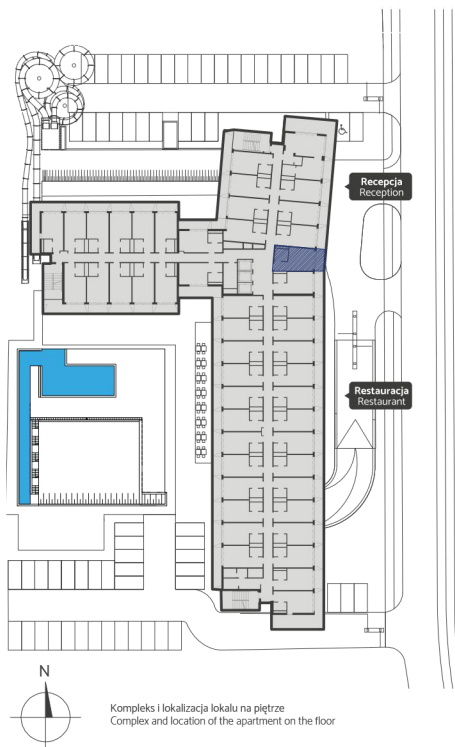 Recepcja
Reception
Restauracja
Restaurant
N
Kompleks i lokalizacja lokalu na piętrze
Complex and location of the apartment on the floor